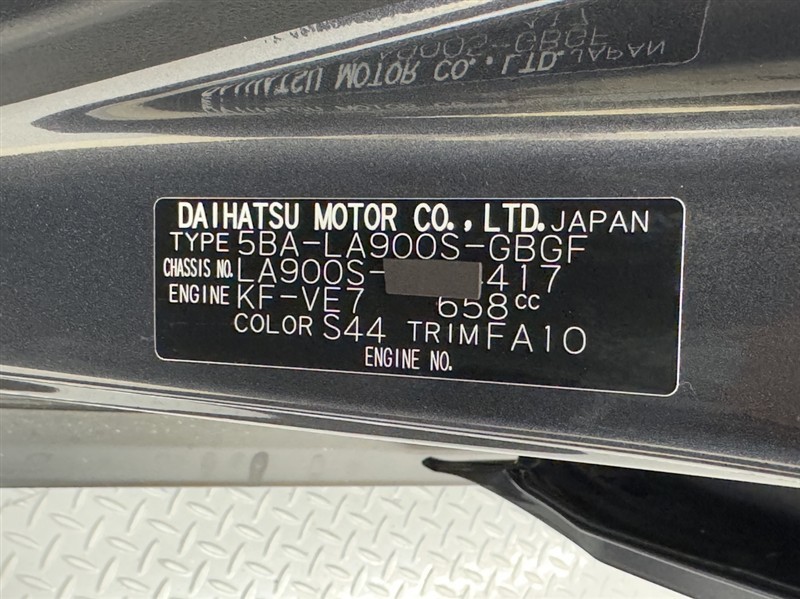 DAIHATSU MOTOR CO., LTD. JAPAN
TYPE 5BA-LA900S-GBGF
CHASSIS NO. LA900S- 417
ENGINE KF-VE7 658cc
COLOR S44 TRIM FA10
ENGINE NO.